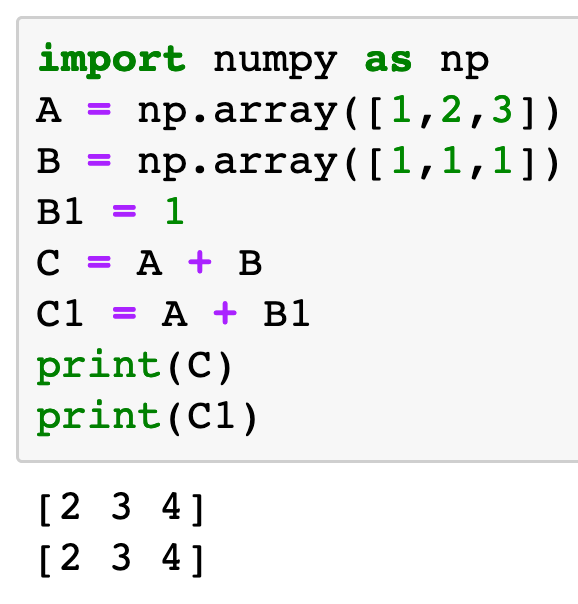 import numpy as np
A = np.array([1,2,3])
B = np.array([1,1,1])
B1 = 1
C = A + B
C1 = A + B1
print(C)
print(C1)
[2 3 4]
[2 3 4]